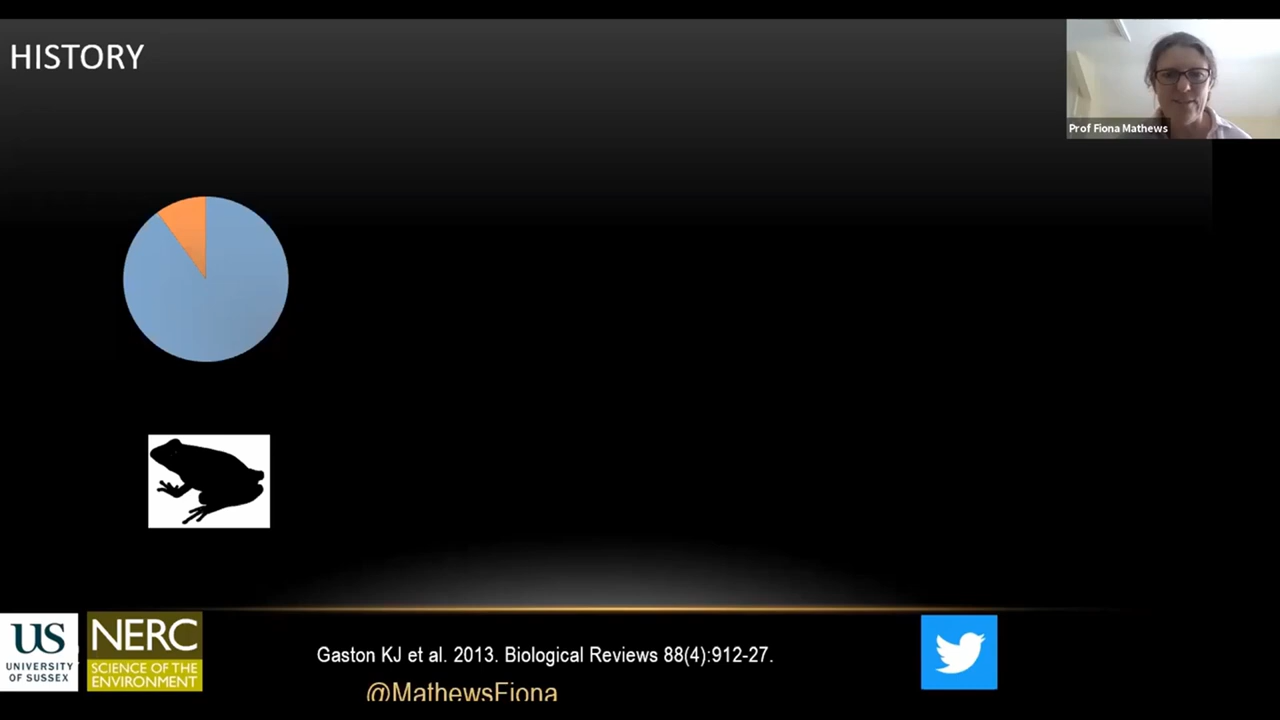 HISTORY
Prof Fiona Mathews
US
UNIVERSITY
OF SUSSEX
NERC
SCIENCE OF THE
ENVIRONMENT
Gaston KJ et al. 2013. Biological Reviews 88(4):912-27.
@MathewsFiona